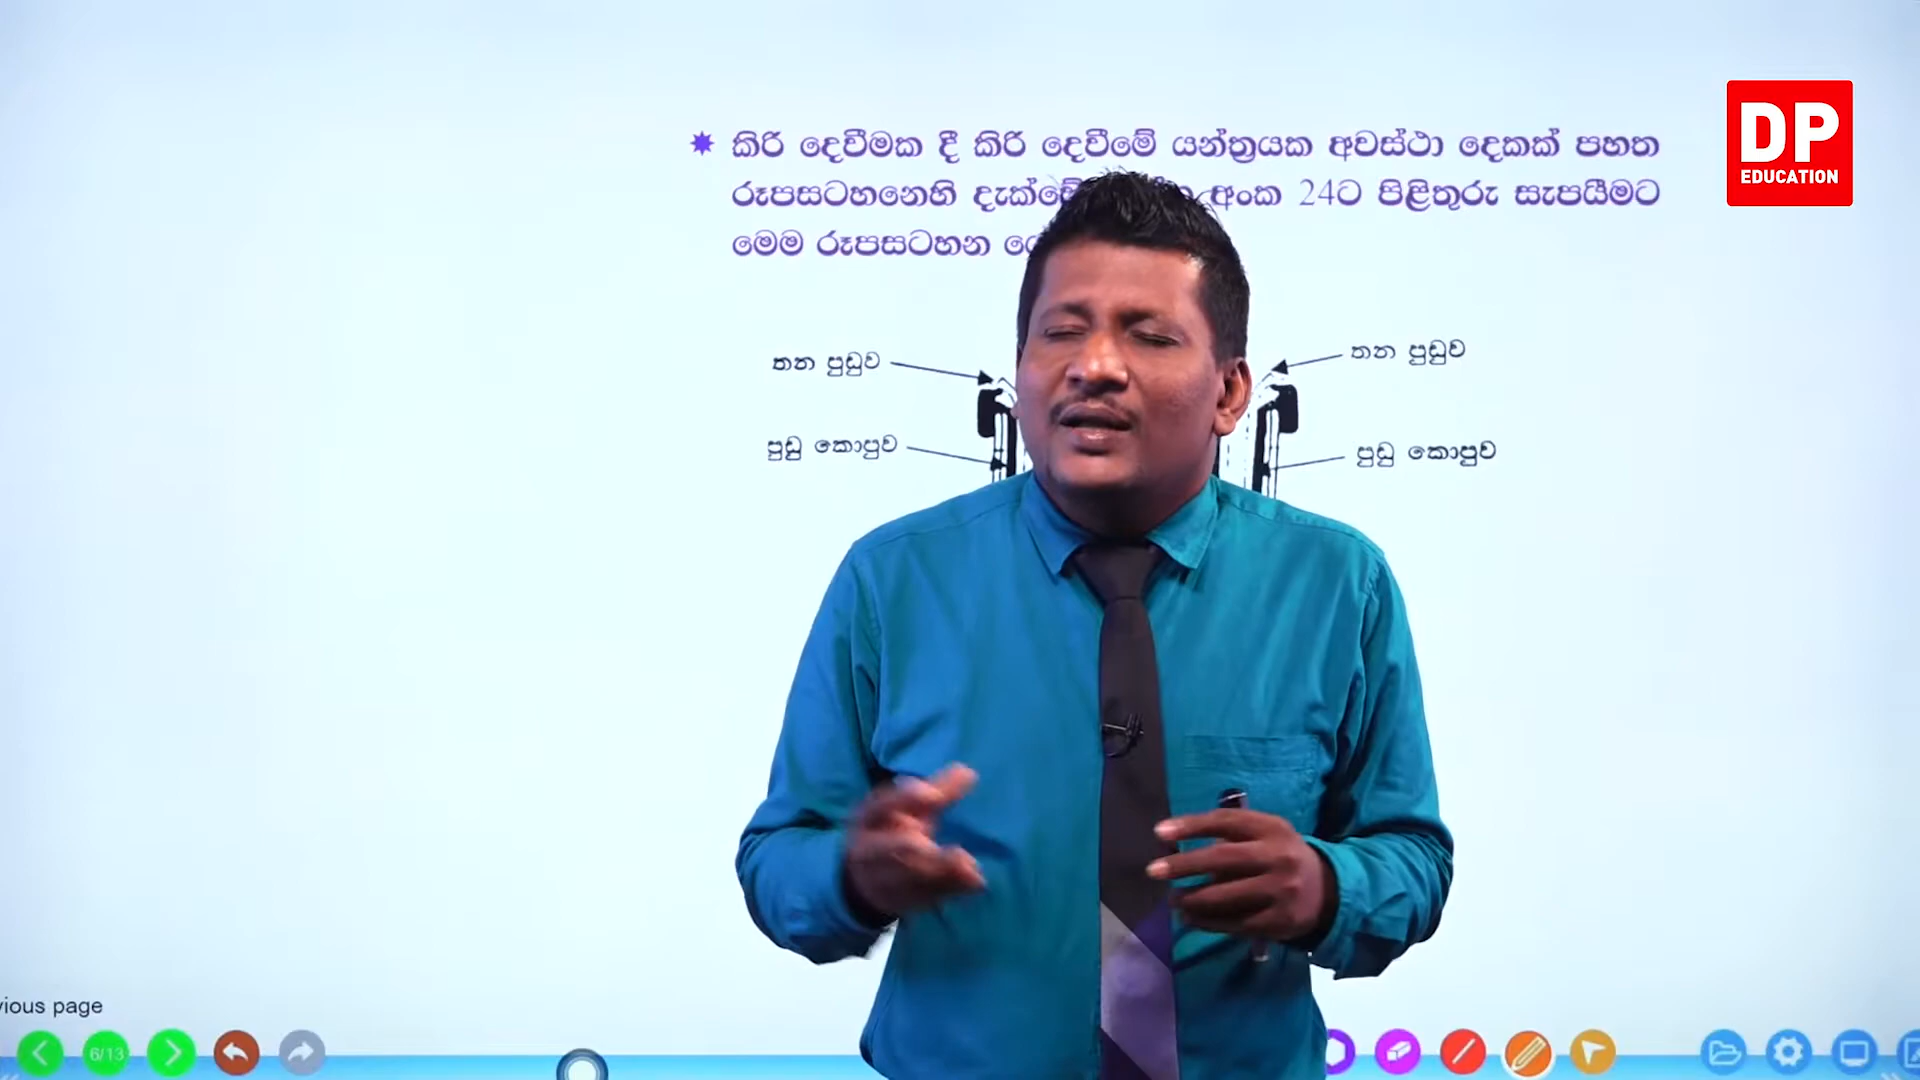 DP
EDUCATION
කිරි දෙවීමක දී කිරි දෙවීමේ යන්ත්‍රයක අවස්ථා දෙකක් පහත
රූපසටහනෙහි දැක්වේ අංක 24ට පිළිතුරු සැපයීමට
මෙම රූපසටහන
තන පුඩුව
තන පුඩුව
පුඩු කොපුව
පුඩු කොපුව
vious page
6/13